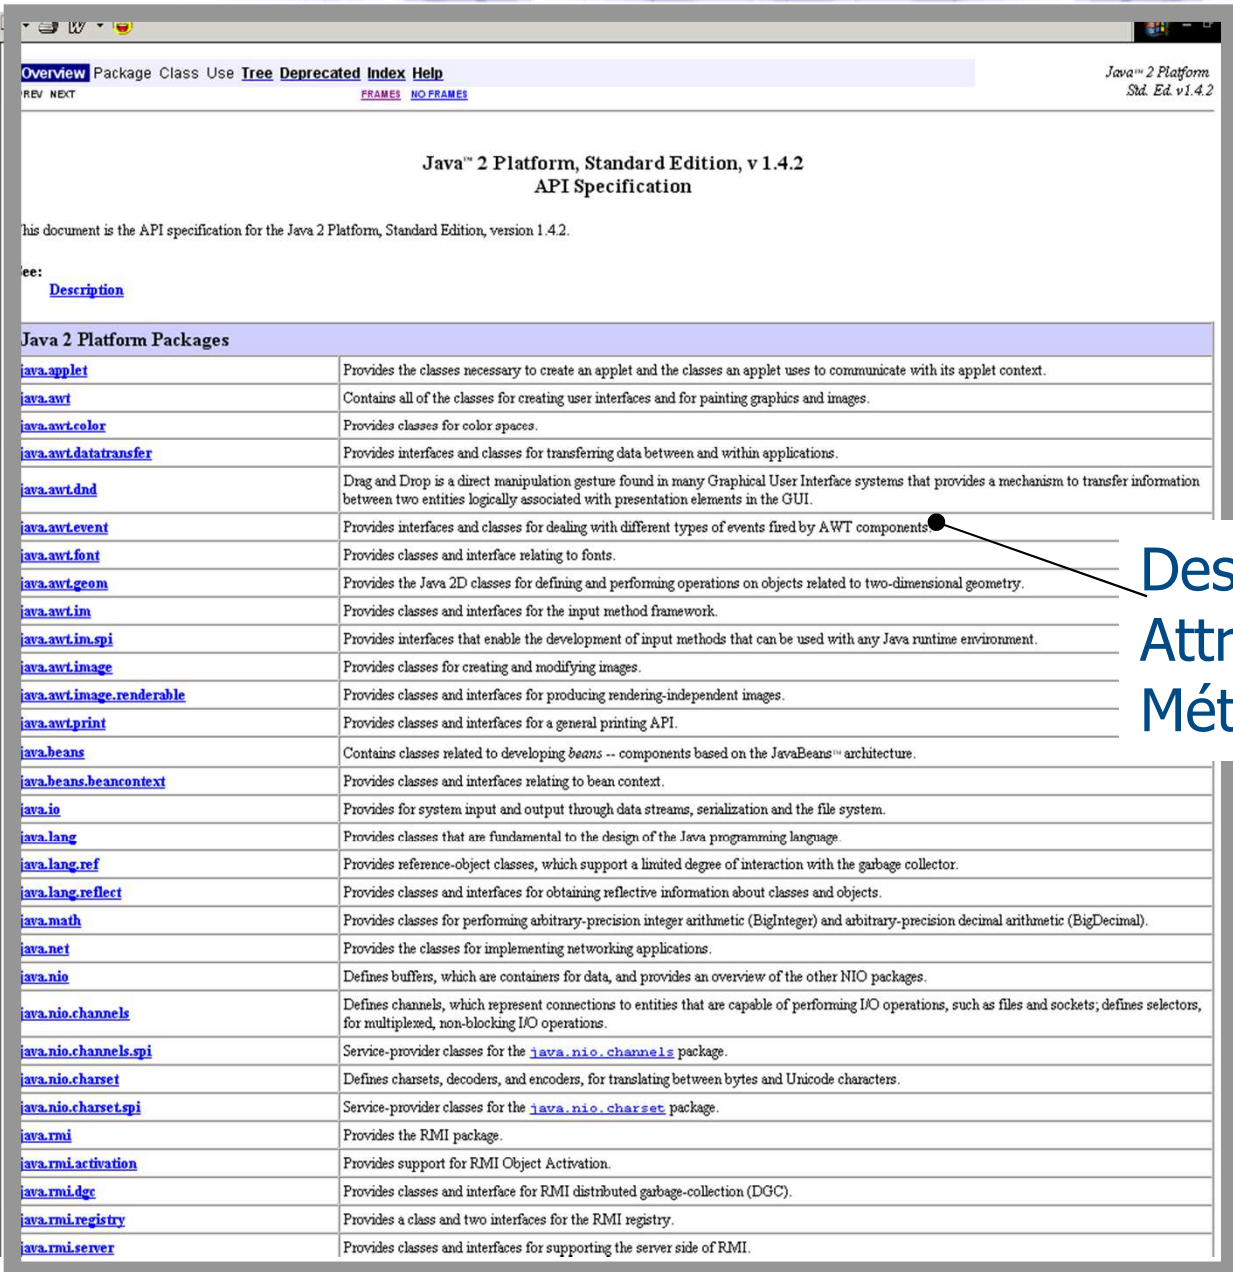 Overview Package Class Use Tree Deprecated Index Help
PREV NEXT FRAMES NO FRAMES
Java™ 2 Platform
Std. Ed. v1.4.2
Java™ 2 Platform, Standard Edition, v 1.4.2
API Specification
his document is the API specification for the Java 2 Platform, Standard Edition, version 1.4.2.
ee:
Description
Java 2 Platform Packages
java.applet Provides the classes necessary to create an applet and the classes an applet uses to communicate with its applet context.
java.awt Contains all of the classes for creating user interfaces and for painting graphics and images.
java.awt.color Provides classes for color spaces.
java.awt.datatransfer Provides interfaces and classes for transferring data between and within applications.
java.awt.dnd Drag and Drop is a direct manipulation gesture found in many Graphical User Interface systems that provides a mechanism to transfer information
between two entities logically associated with presentation elements in the GUI.
java.awt.event Provides interfaces and classes for dealing with different types of events fired by AWT components.
java.awt.font Provides classes and interface relating to fonts.
java.awt.geom Provides the Java 2D classes for defining and performing operations on objects related to two-dimensional geometry.
java.awt.im Provides classes and interfaces for the input method framework.
java.awt.im.spi Provides interfaces that enable the development of input methods that can be used with any Java runtime environment.
java.awt.image Provides classes for creating and modifying images.
java.awt.image.renderable Provides classes and interfaces for producing rendering-independent images.
java.awt.print Provides classes and interfaces for a general printing API.
java.beans Contains classes related to developing beans -- components based on the JavaBeans™ architecture.
java.beans.beancontext Provides classes and interfaces relating to bean context.
java.io Provides for system input and output through data streams, serialization and the file system.
java.lang Provides classes that are fundamental to the design of the Java programming language.
java.lang.ref Provides reference-object classes, which support a limited degree of interaction with the garbage collector.
java.lang.reflect Provides classes and interfaces for obtaining reflective information about classes and objects.
java.math Provides classes for performing arbitrary-precision integer arithmetic (BigInteger) and arbitrary-precision decimal arithmetic (BigDecimal).
java.net Provides the classes for implementing networking applications.
java.nio Defines buffers, which are containers for data, and provides an overview of the other NIO packages.
java.nio.channels Defines channels, which represent connections to entities that are capable of performing I/O operations, such as files and sockets; defines selectors,
for multiplexed, non-blocking I/O operations.
java.nio.channels.spi Service-provider classes for the java.nio.channels package.
java.nio.charset Defines charsets, decoders, and encoders, for translating between bytes and Unicode characters.
java.nio.charset.spi Service-provider classes for the java.nio.charset package.
java.rmi Provides the RMI package.
java.rmi.activation Provides support for RMI Object Activation.
java.rmi.dgc Provides classes and interface for RMI distributed garbage-collection (DGC).
java.rmi.registry Provides a class and two interfaces for the RMI registry.
java.rmi.server Provides classes and interfaces for supporting the server side of RMI.
Des
Attr
Mét